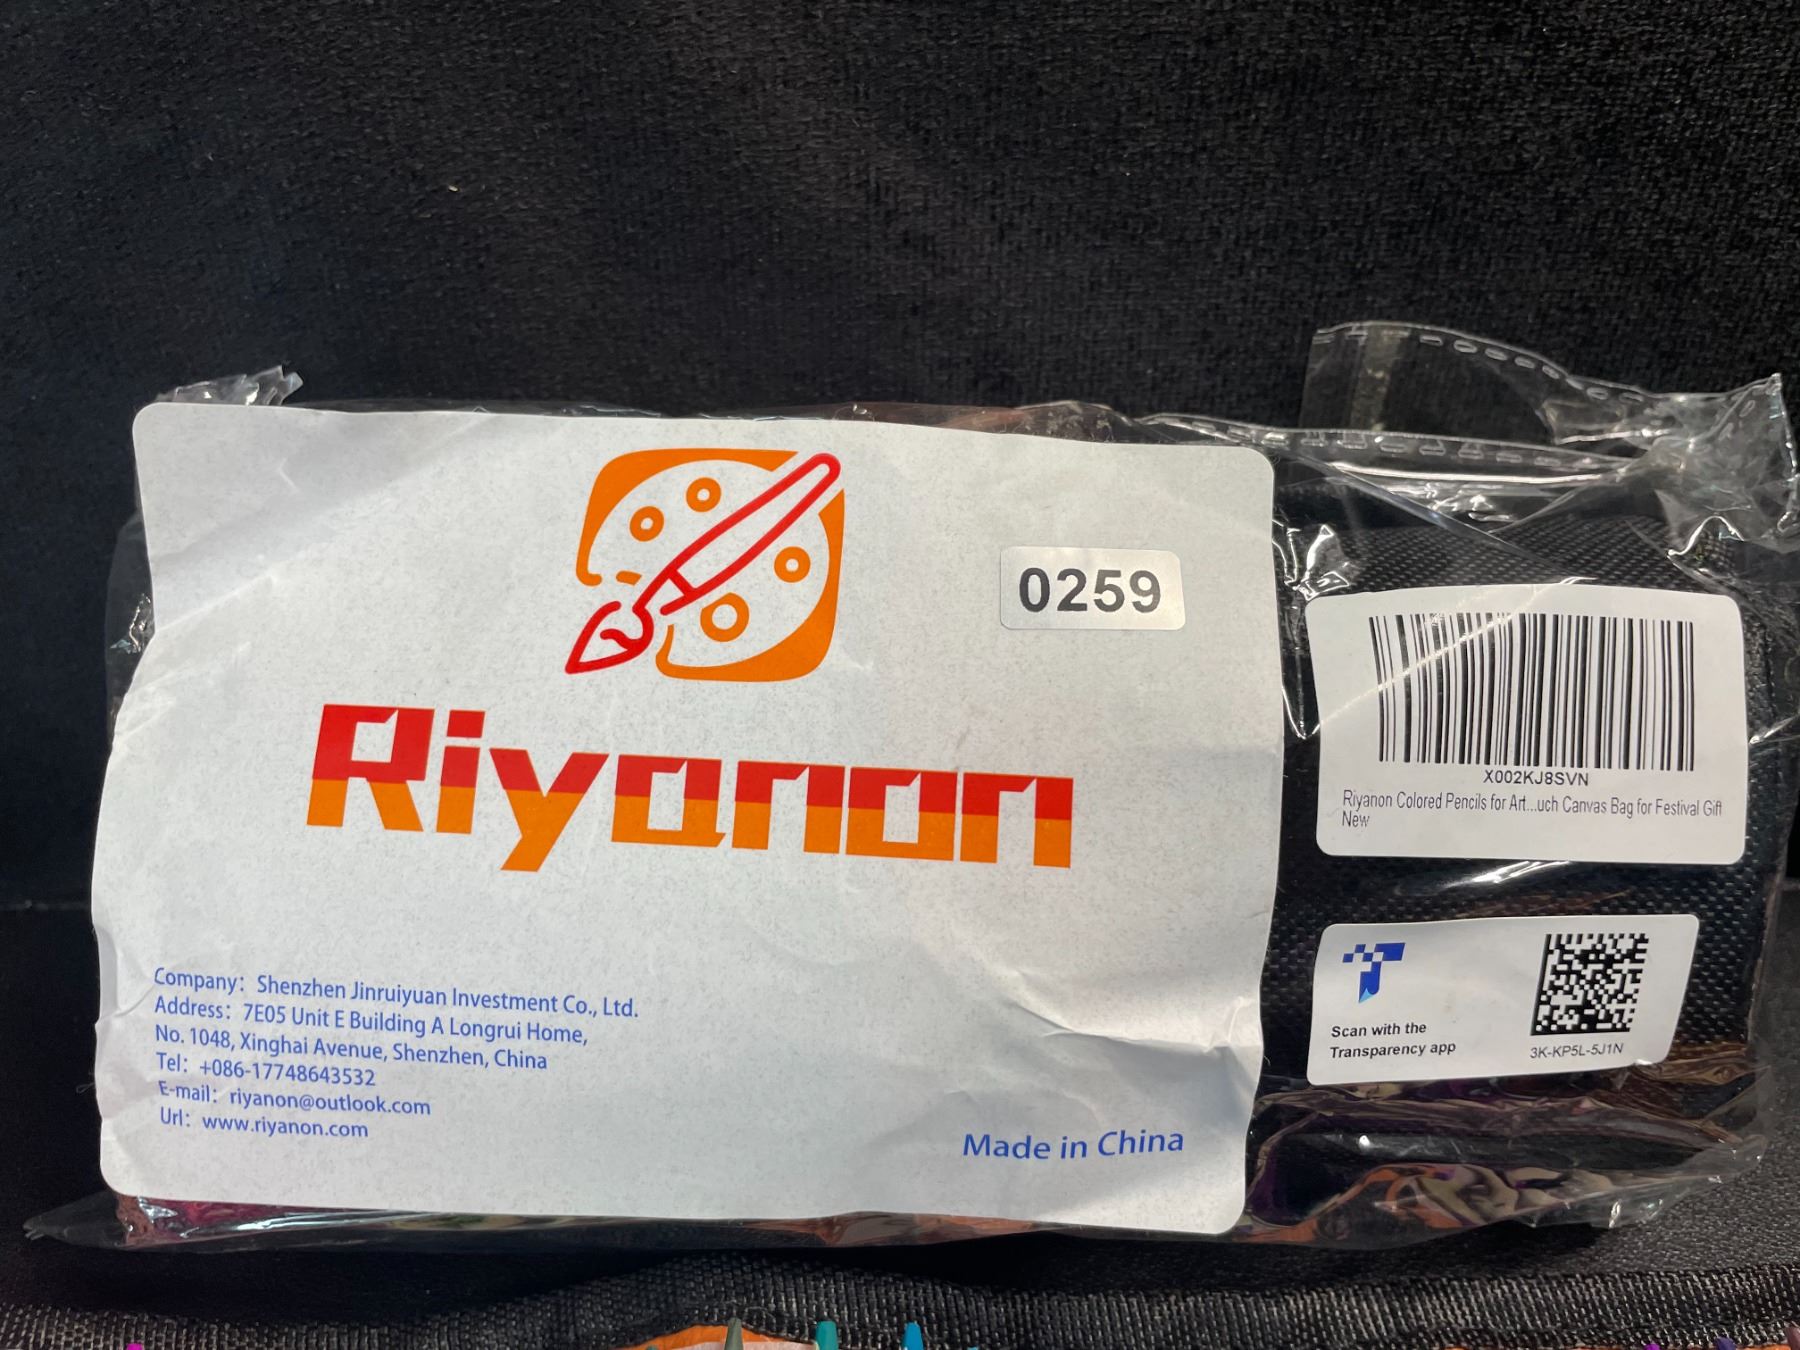 0259
Riyanon
Company: Shenzhen Jinruiyuan Investment Co., Ltd.
Address: 7E05 Unit E Building A Longrui Home,
No. 1048, Xinghai Avenue, Shenzhen, China
Tel: +086-17748643532
E-mail: riyanon@outlook.com
Url: www.riyanon.com
Made in China
X002KJ8SVN
Riyanon Colored Pencils for Art...uch Canvas Bag for Festival Gift
New
Scan with the
Transparency app
3K-KP5L-5J1N